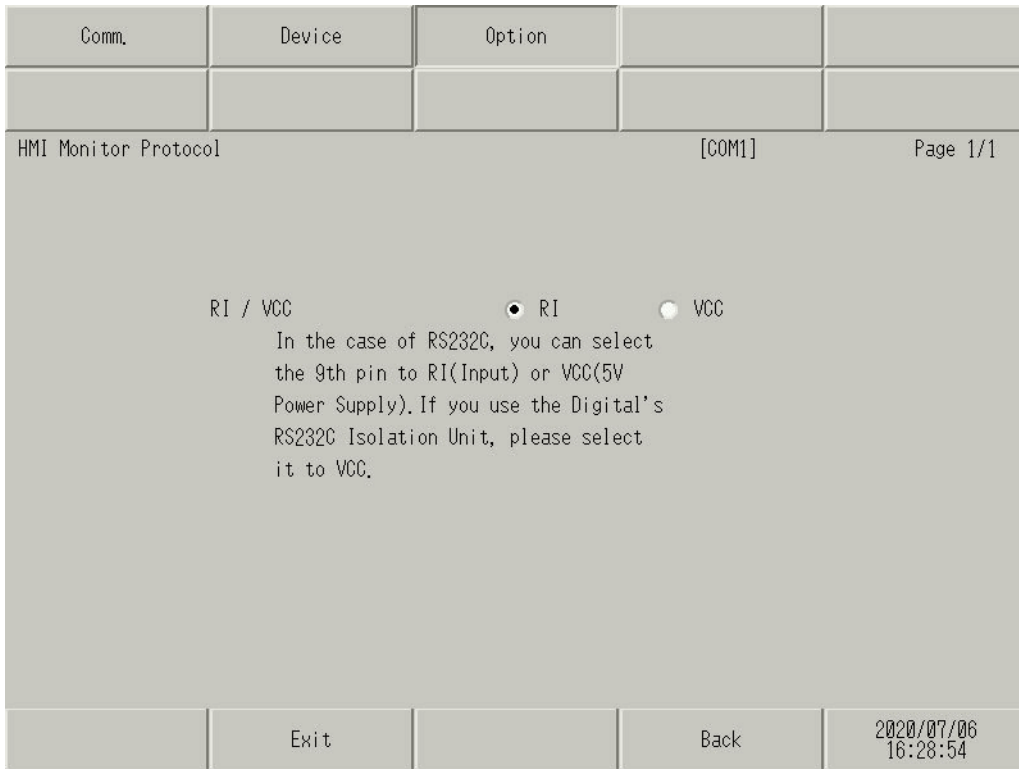 Comm. Device Option
HMI Monitor Protocol [COM1] Page 1/1
RI / VCC RI VCC
In the case of RS232C, you can select
the 9th pin to RI(Input) or VCC(5V
Power Supply). If you use the Digital's
RS232C Isolation Unit, please select
it to VCC.
Exit Back 2020/07/06
16:28:54